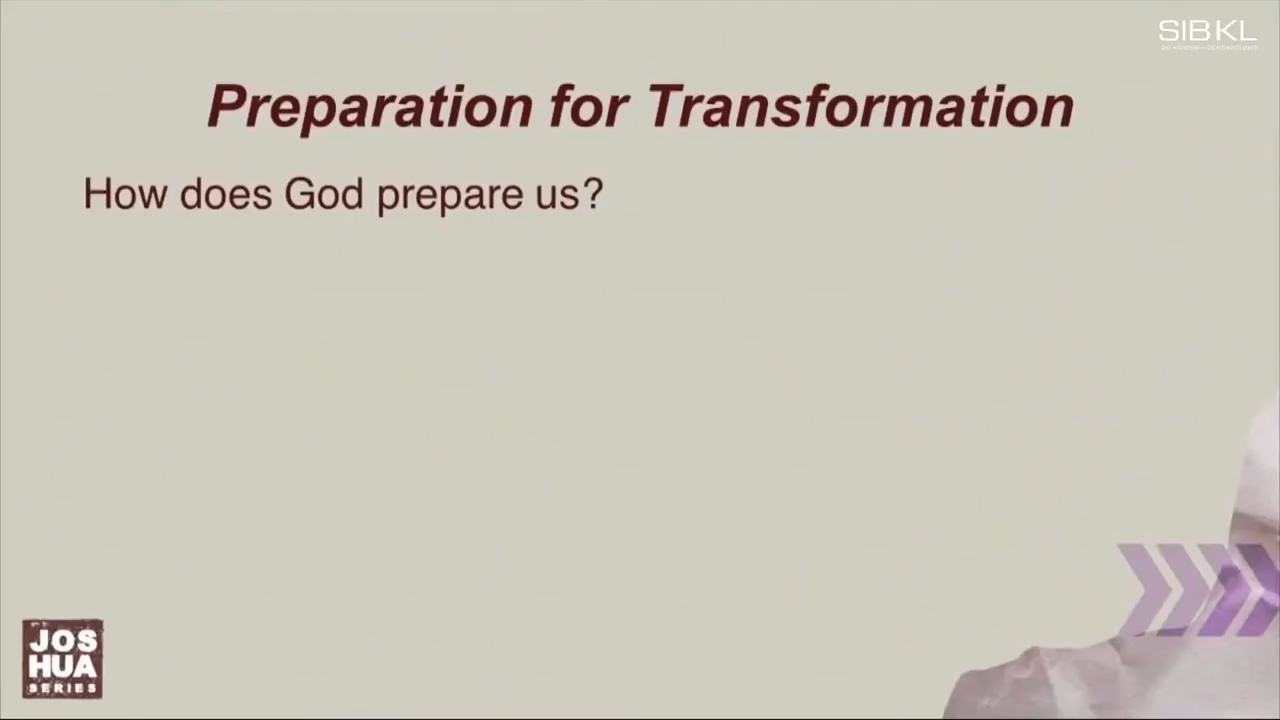 SIBKL
Preparation for Transformation
How does God prepare us?
JOS
HUA
SERIES